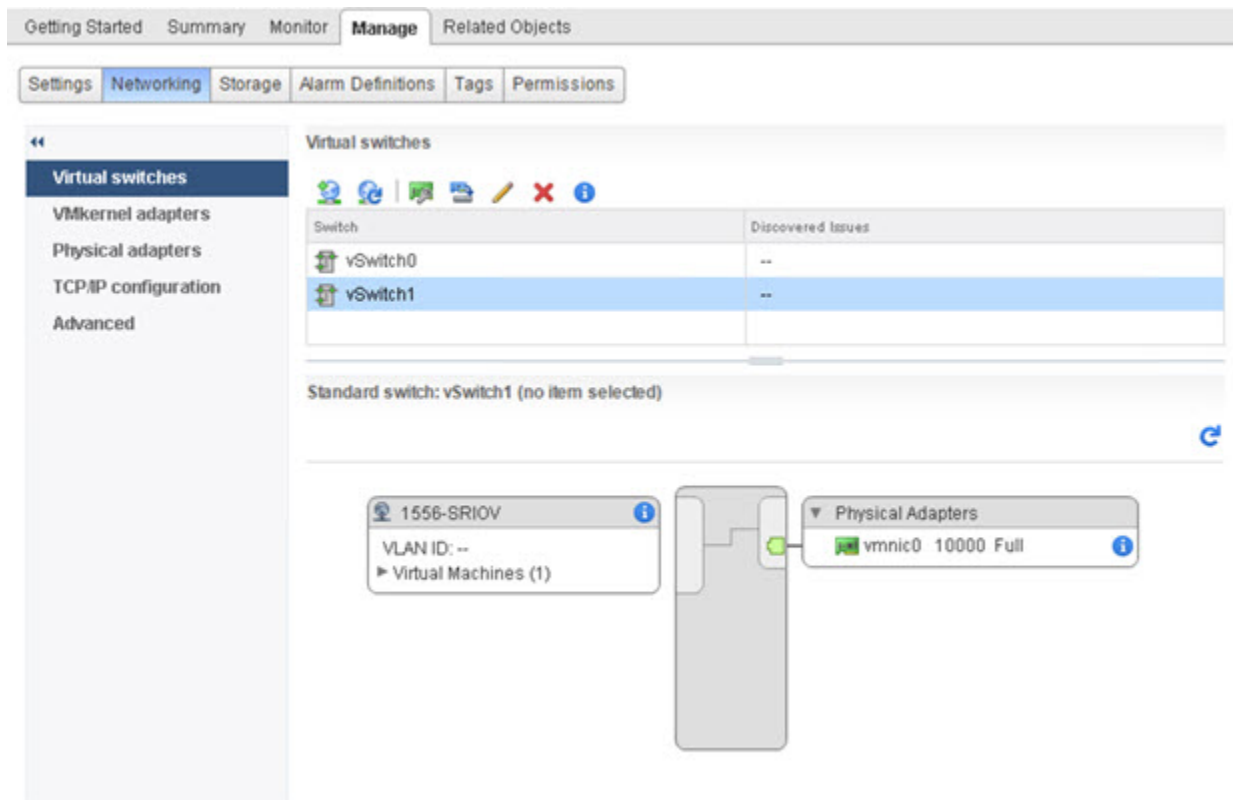 Getting Started Summary Monitor Manage Related Objects
Settings Networking Storage Alarm Definitions Tags Permissions
Virtual switches
Virtual switches
VMkernel adapters
Physical adapters
TCP/IP configuration
Advanced
Switch Discovered Issues
vSwitch0 --
vSwitch1 --
Standard switch: vSwitch1 (no item selected)
1556-SRIOV
VLAN ID: --
Virtual Machines (1)
Physical Adapters
vmnic0 10000 Full